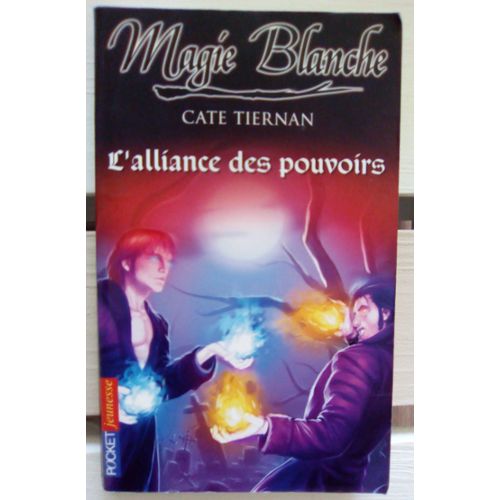 Magie Blanche
CATE TIERNAN
L'alliance des pouvoirs
POCKET jeunesse